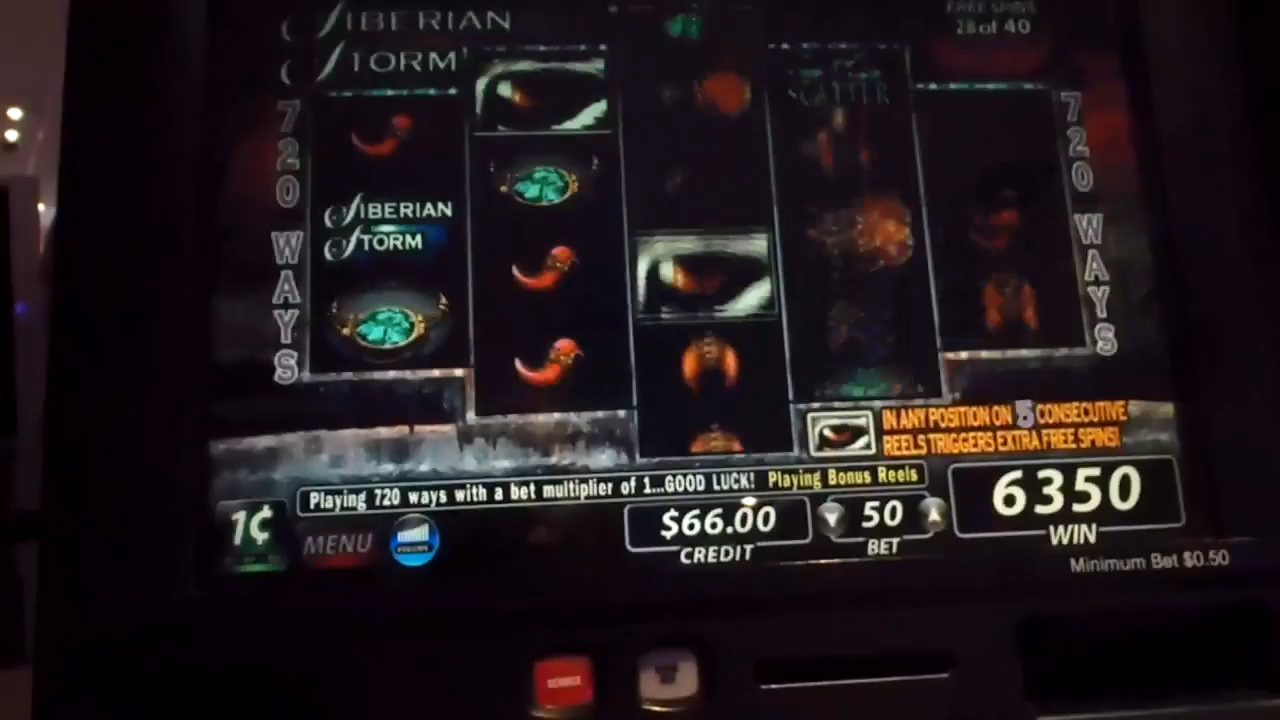 SIBERIAN
STORM
FREE SPINS
28 of 40
720 WAYS
SIBERIAN
STORM
720 WAYS
IN ANY POSITION ON 5 CONSECUTIVE
REELS TRIGGERS EXTRA FREE SPINS!
Playing 720 ways with a bet multiplier of 1...GOOD LUCK! Playing Bonus Reels
1¢
MENU
$66.00
CREDIT
50
BET
6350
WIN
Minimum Bet $0.50